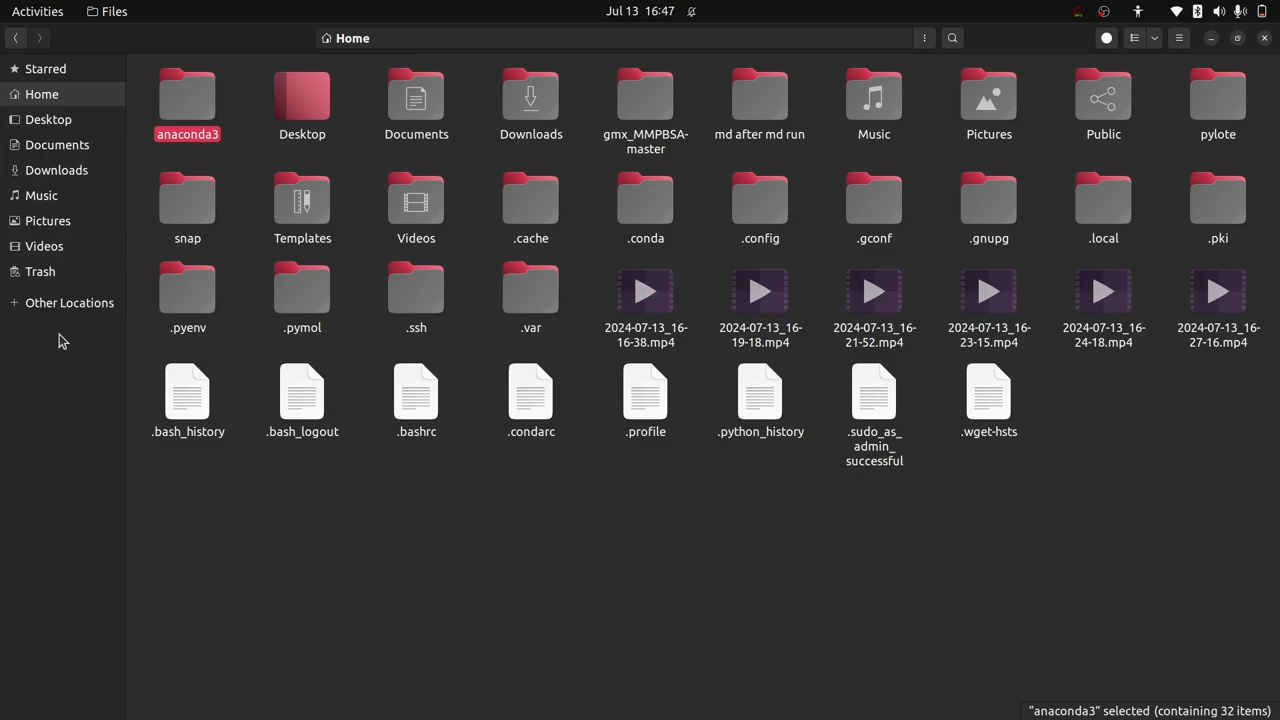 Activities
Files
Jul 13 16:47
Home
Starred
Home
Desktop
Documents
Downloads
Music
Pictures
Videos
Trash
Other Locations
anaconda3
Desktop
Documents
Downloads
gmx_MMPBSA-
master
md after md run
Music
Pictures
Public
pylote
snap
Templates
Videos
.cache
.conda
.config
.gconf
.gnupg
.local
.pki
.pyenv
.pymol
.ssh
.var
2024-07-13_16-
16-38.mp4
2024-07-13_16-
19-18.mp4
2024-07-13_16-
21-52.mp4
2024-07-13_16-
23-15.mp4
2024-07-13_16-
24-18.mp4
2024-07-13_16-
27-16.mp4
.bash_history
.bash_logout
.bashrc
.condarc
.profile
.python_history
.sudo_as_
admin_
successful
.wget-hsts
“anaconda3” selected (containing 32 items)